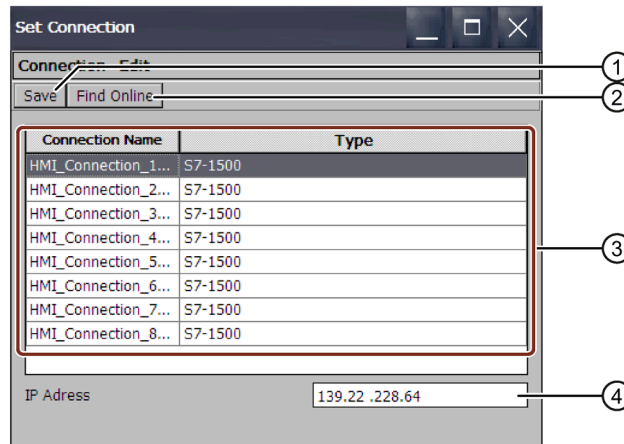 Set Connection
Connection Edit
1
Save Find Online
2
Connection Name Type
HMI_Connection_1... S7-1500
HMI_Connection_2... S7-1500
HMI_Connection_3... S7-1500
HMI_Connection_4... S7-1500
3
HMI_Connection_5... S7-1500
HMI_Connection_6... S7-1500
HMI_Connection_7... S7-1500
HMI_Connection_8... S7-1500
IP Adress 139.22 .228.64
4